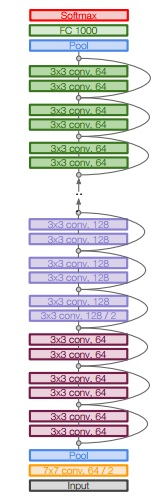 Softmax
FC 1000
Pool
3x3 conv, 64
3x3 conv, 64
3x3 conv, 64
3x3 conv, 64
3x3 conv, 64
3x3 conv, 64
..
3x3 conv, 128
3x3 conv, 128
3x3 conv, 128
3x3 conv, 128
3x3 conv, 128
3x3 conv, 128 / 2
3x3 conv, 64
3x3 conv, 64
3x3 conv, 64
3x3 conv, 64
3x3 conv, 64
3x3 conv, 64
Pool
7x7 conv, 64 / 2
Input